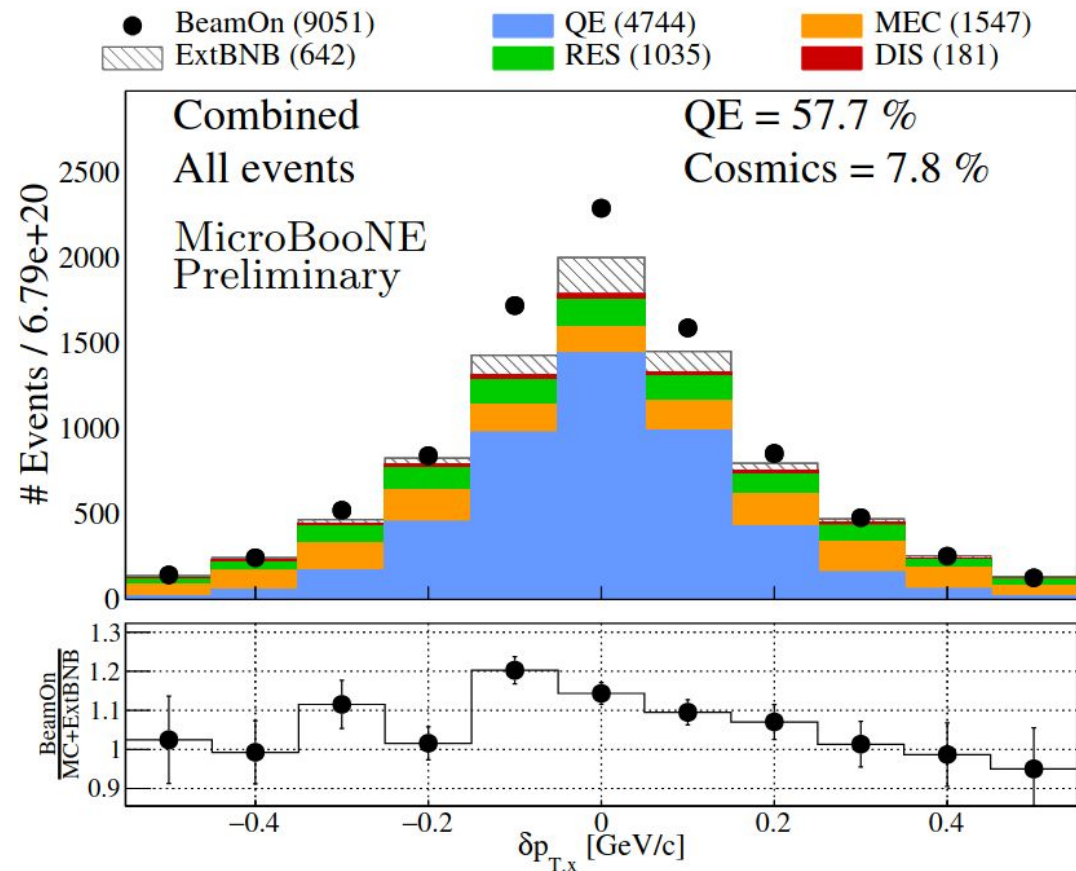 BeamOn (9051) QE (4744) MEC (1547)
ExtBNB (642) RES (1035) DIS (181)
Combined QE = 57.7 %
All events Cosmics = 7.8 %
MicroBooNE
Preliminary
# Events / 6.79e+20
2500
2000
1500
1000
500
0
BeamOn
MC+ExtBNB
1.3
1.2
1.1
1
0.9
−0.4 −0.2 0 0.2 0.4
δp_{T,x} [GeV/c]